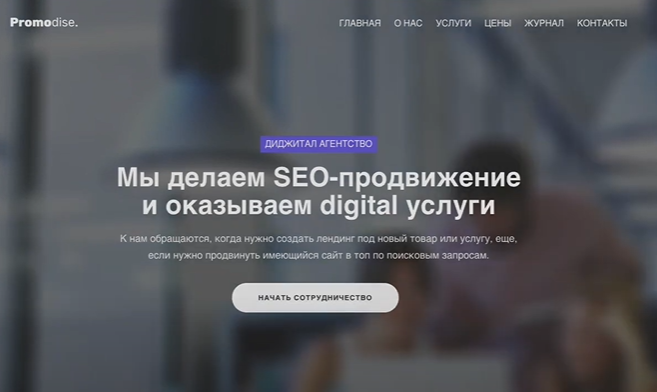 Promodise.
ГЛАВНАЯ О НАС УСЛУГИ ЦЕНЫ ЖУРНАЛ КОНТАКТЫ
ДИДЖИТАЛ АГЕНТСТВО
Мы делаем SEO-продвижение
и оказываем digital услуги
К нам обращаются, когда нужно создать лендинг под новый товар или услугу, еще,
если нужно продвинуть имеющийся сайт в топ по поисковым запросам.
НАЧАТЬ СОТРУДНИЧЕСТВО